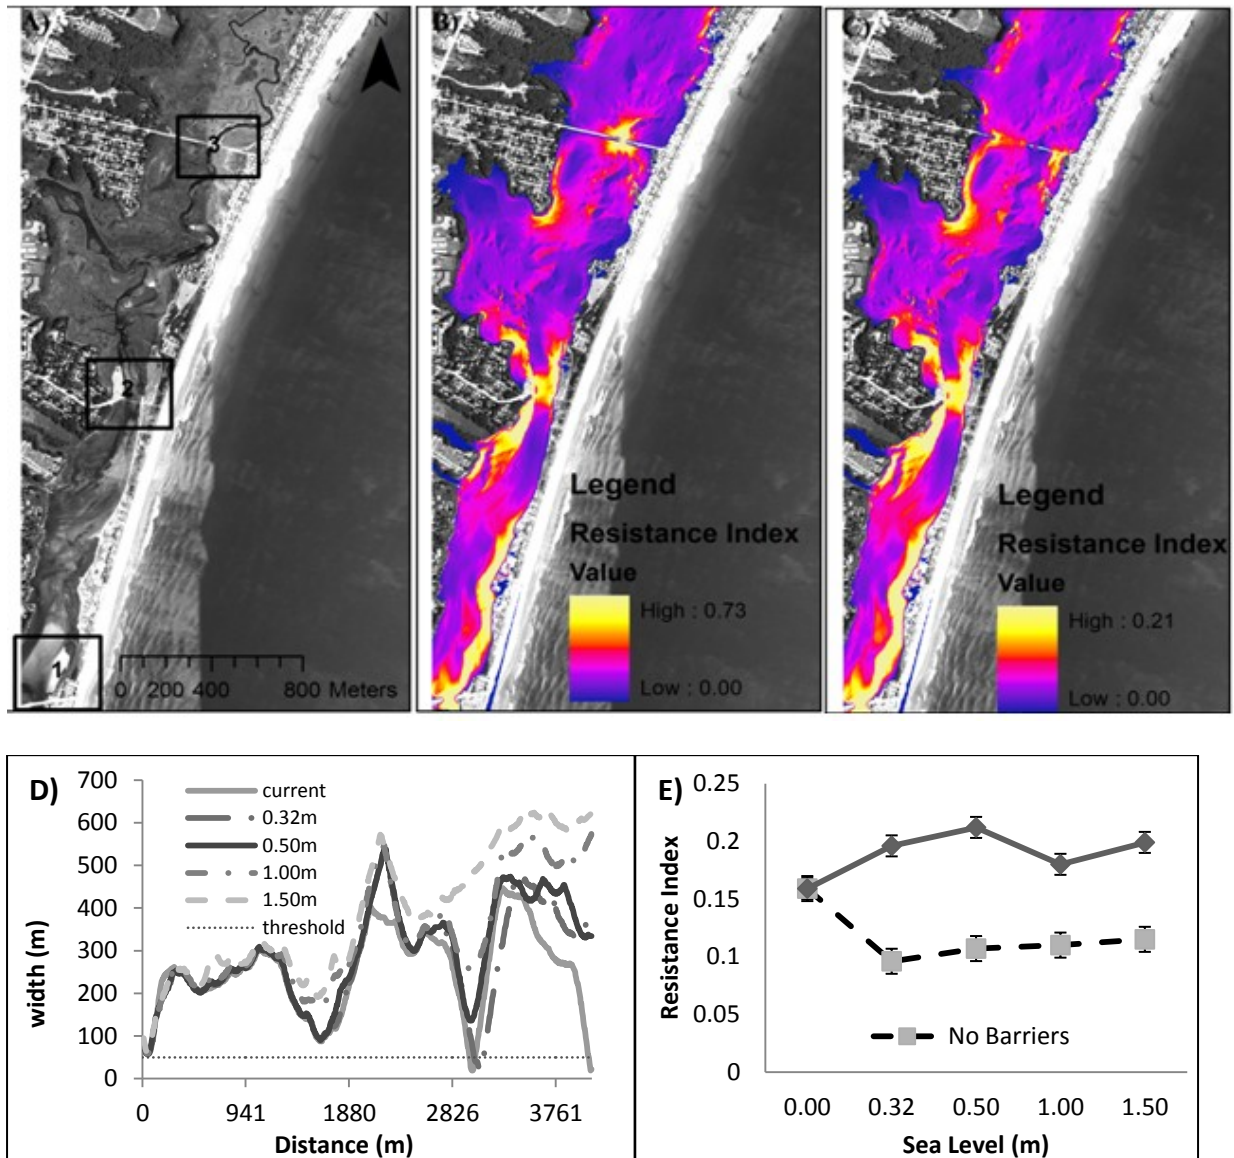 A)
N
3
2
1
0 200 400 800 Meters
B)
Legend
Resistance Index
Value
High : 0.73
Low : 0.00
C)
Legend
Resistance Index
Value
High : 0.21
Low : 0.00
D)
700
600
500
400
300
200
100
0
width (m)
current
0.32m
0.50m
1.00m
1.50m
threshold
0 941 1880 2826 3761
Distance (m)
E)
0.25
0.2
0.15
0.1
0.05
0
Resistance Index
No Barriers
0.00 0.32 0.50 1.00 1.50
Sea Level (m)